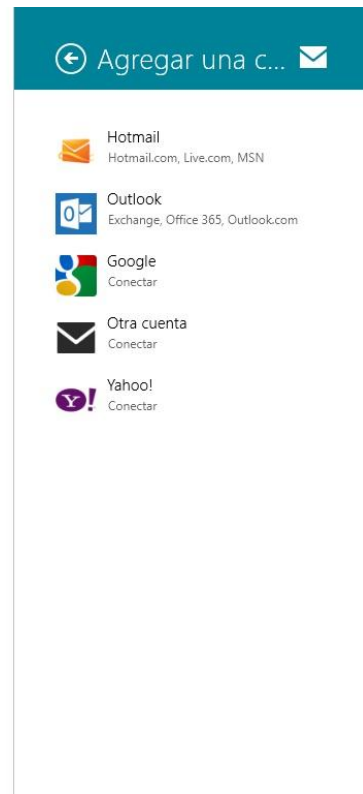 Agregar una c...
Hotmail
Hotmail.com, Live.com, MSN
Outlook
Exchange, Office 365, Outlook.com
Google
Conectar
Otra cuenta
Conectar
Yahoo!
Conectar